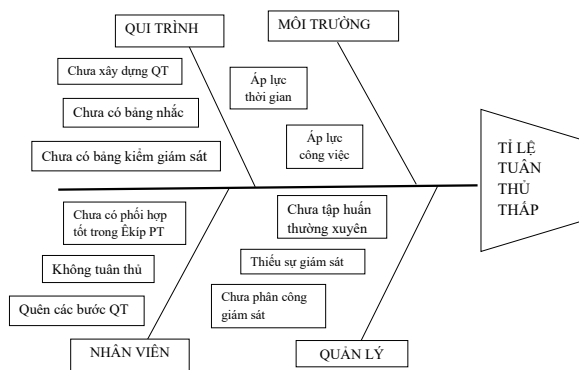 QUI TRÌNH
MÔI TRƯỜNG
Chưa xây dựng QT
Chưa có bảng nhắc
Chưa có bảng kiểm giám sát
Áp lực
thời gian
Áp lực
công việc
TỈ LỆ
TUÂN
THỦ
THẤP
Chưa có phối hợp
tốt trong Êkíp PT
Không tuân thủ
Quên các bước QT
NHÂN VIÊN
Chưa tập huấn
thường xuyên
Thiếu sự giám sát
Chưa phân công
giám sát
QUẢN LÝ